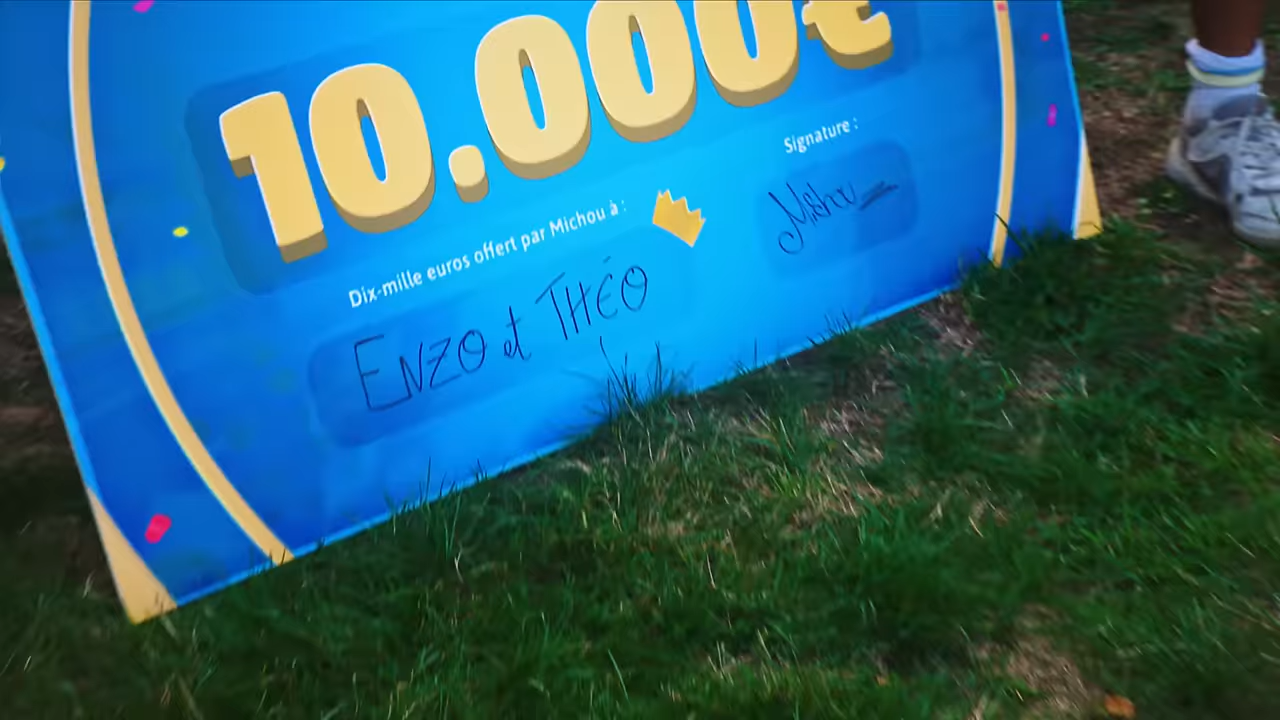 10.000€
Dix-mille euros offert par Michou à :
ENZO et THÉO
Signature :
Michou